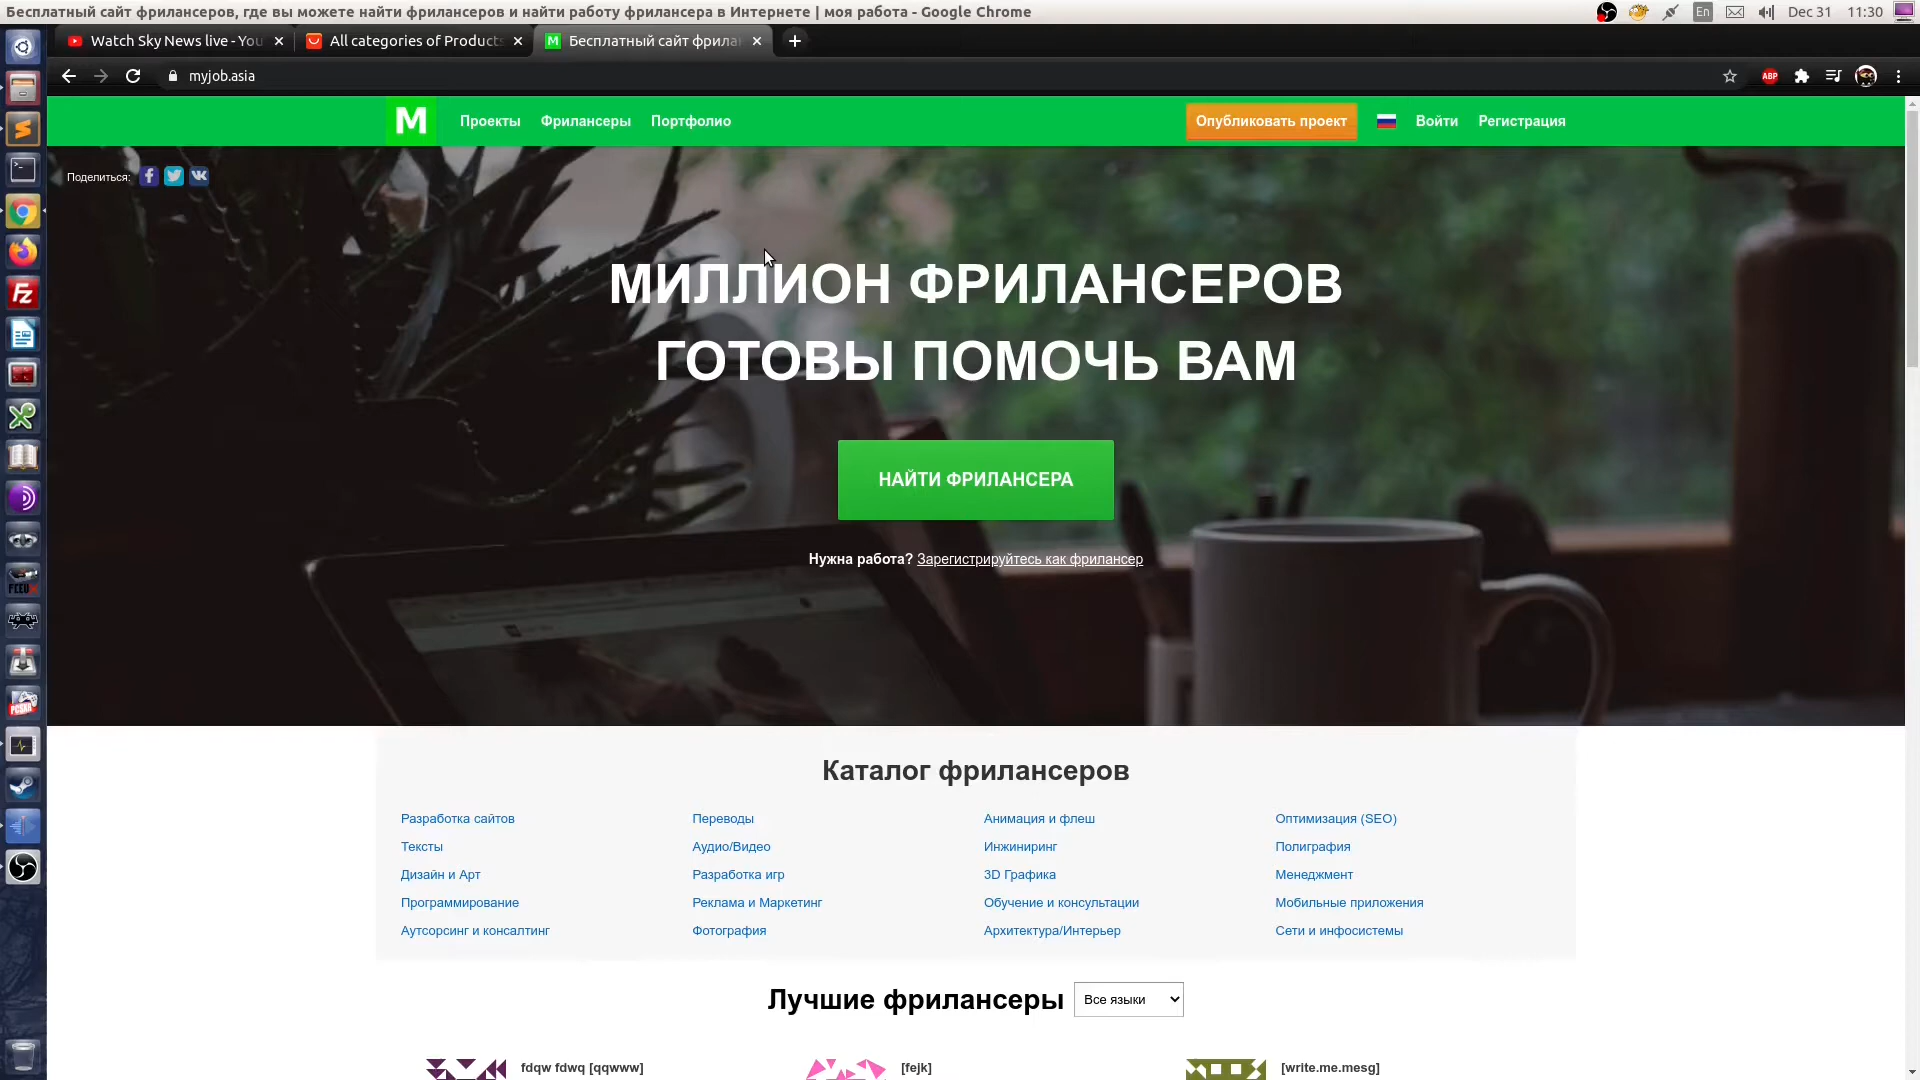 Бесплатный сайт фрилансеров, где вы можете найти фрилансеров и найти работу фрилансера в Интернете | моя работа - Google Chrome
En
Dec 31 11:30
Watch Sky News live - You
All categories of Products
Бесплатный сайт фрила
myjob.asia
ABP
M
Проекты
Фрилансеры
Портфолио
Опубликовать проект
Войти
Регистрация
Поделиться:
МИЛЛИОН ФРИЛАНСЕРОВ
ГОТОВЫ ПОМОЧЬ ВАМ
НАЙТИ ФРИЛАНСЕРА
Нужна работа? Зарегистрируйтесь как фрилансер
Каталог фрилансеров
Разработка сайтов
Переводы
Анимация и флеш
Оптимизация (SEO)
Тексты
Аудио/Видео
Инжиниринг
Полиграфия
Дизайн и Арт
Разработка игр
3D Графика
Менеджмент
Программирование
Реклама и Маркетинг
Обучение и консультации
Мобильные приложения
Аутсорсинг и консалтинг
Фотография
Архитектура/Интерьер
Сети и инфосистемы
Лучшие фрилансеры
Все языки
fdqw fdwq [qqwww]
[fejk]
[write.me.mesg]